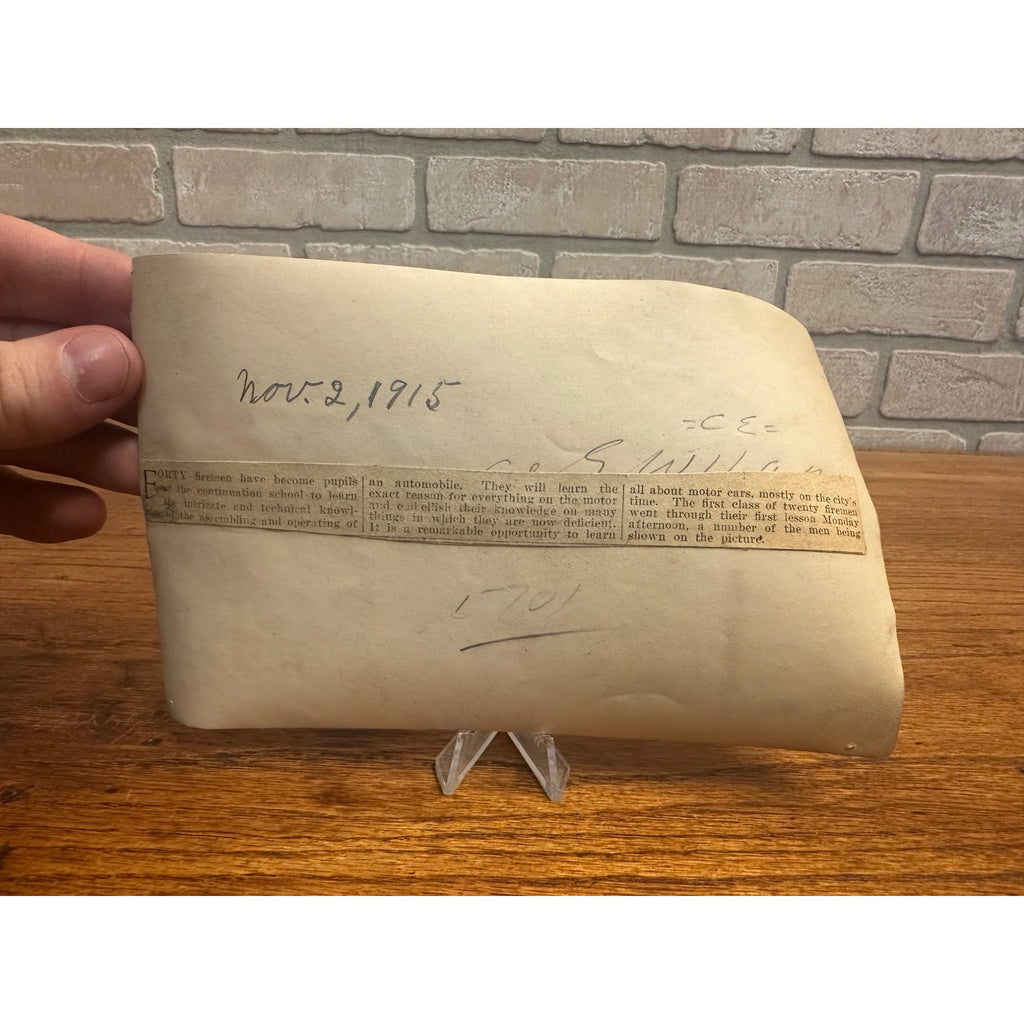 Nov. 2, 1915
=CE=
FORTY firemen have become pupils
the continuation school to learn
intricate and technical knowl-
of the assembling and operating of
an automobile. They will learn the
exact reason for everything on the motor
and embellish their knowledge on many
things in which they are now deficient.
It is a remarkable opportunity to learn
all about motor cars, mostly on the city's
time. The first class of twenty firemen
went through their first lesson Monday
afternoon, a number of the men being
shown on the picture.
5701